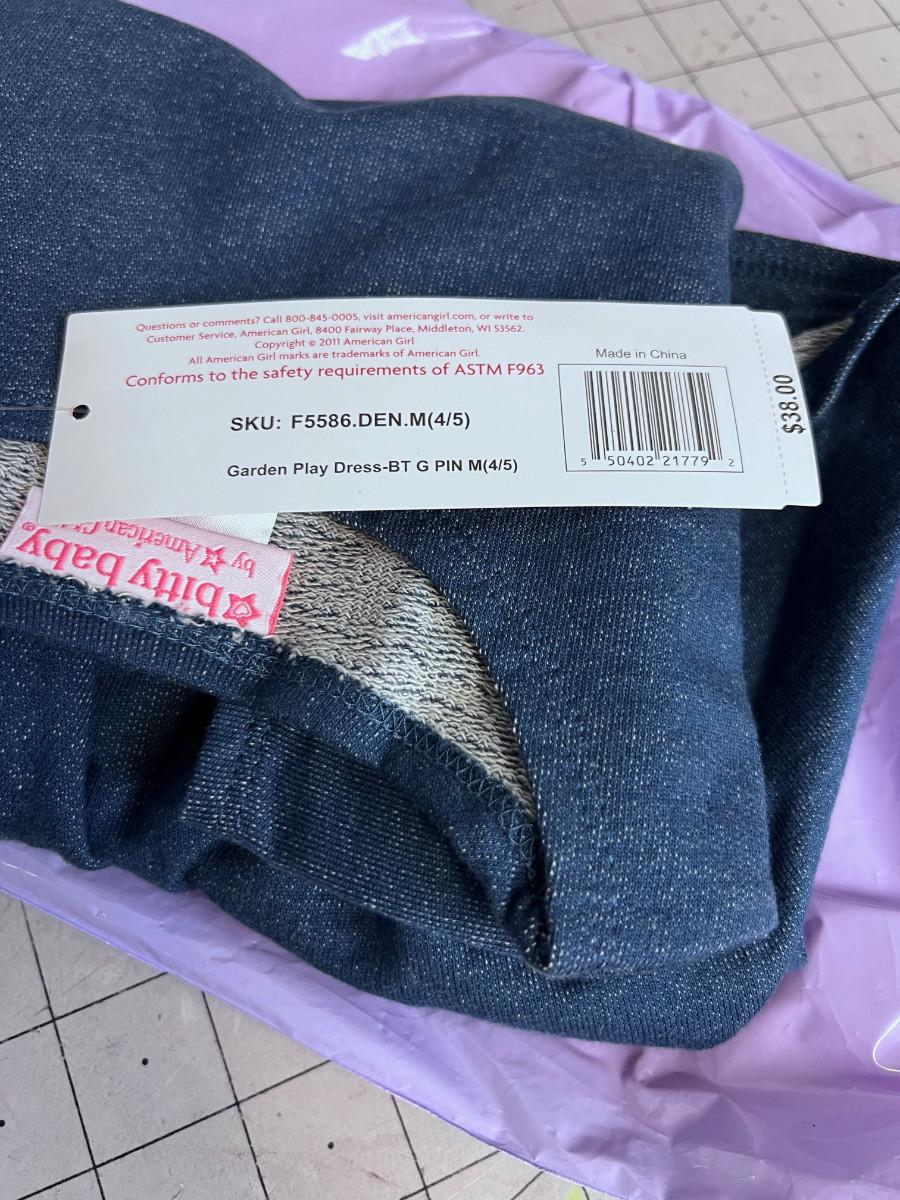 Questions or comments? Call 800-845-0005, visit americangirl.com, or write to
Customer Service, American Girl, 8400 Fairway Place, Middleton, WI 53562.
Copyright © 2011 American Girl
All American Girl marks are trademarks of American Girl.
Conforms to the safety requirements of ASTM F963
SKU: F5586.DEN.M(4/5)
Garden Play Dress-BT G PIN M(4/5)
Made in China
5 50402 21779 2
$38.00
bitty baby®
by American